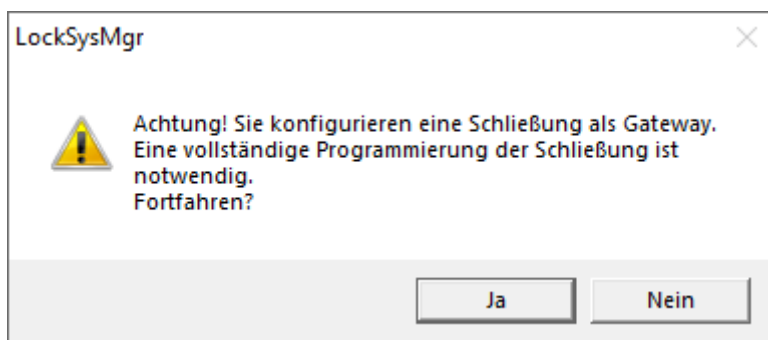 LockSysMgr
Achtung! Sie konfigurieren eine Schließung als Gateway.
Eine vollständige Programmierung der Schließung ist
notwendig.
Fortfahren?
Ja
Nein